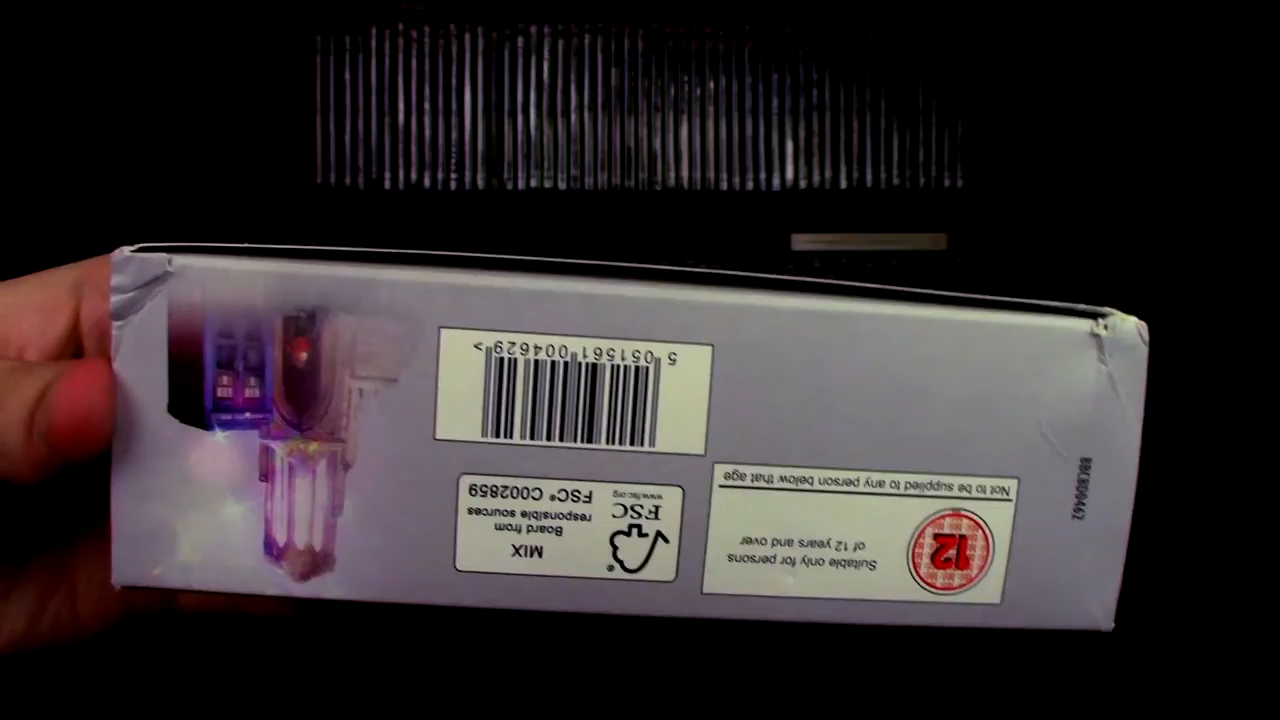 12
Suitable only for persons
of 12 years and over
Not to be supplied to any person below that age
FSC
www.fsc.org
MIX
Board from
responsible sources
FSC® C002859
5 051561 004629 >
BBCBD0462